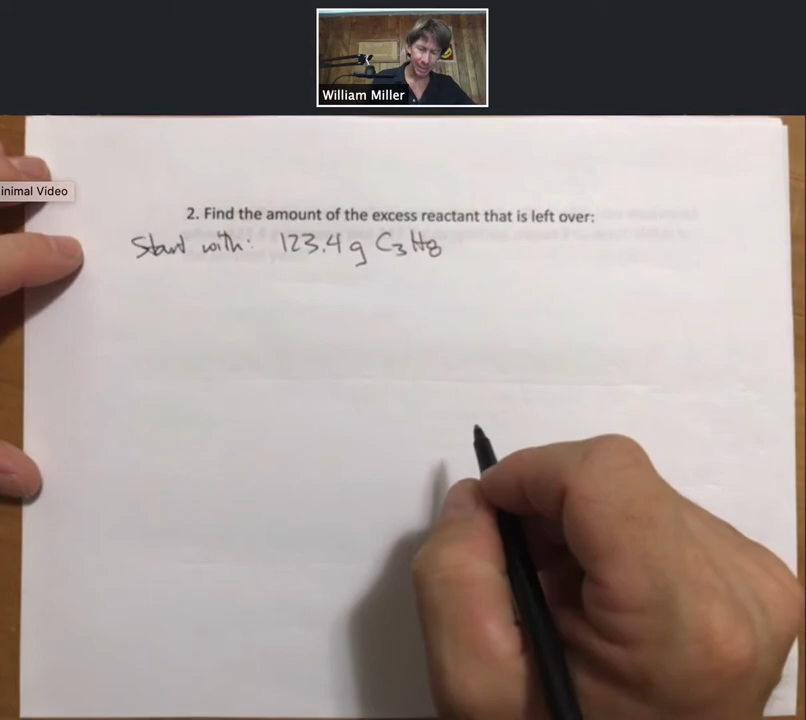 William Miller
inimal Video
2. Find the amount of the excess reactant that is left over:
Start with: 123.4 g C3H8